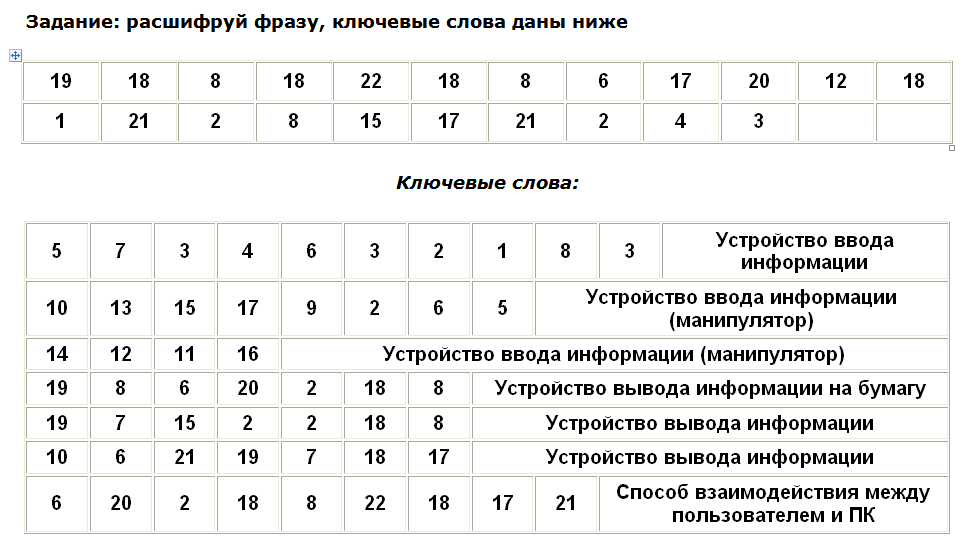 Задание: расшифруй фразу, ключевые слова даны ниже
19 18 8 18 22 18 8 6 17 20 12 18
1 21 2 8 15 17 21 2 4 3
Ключевые слова:
5 7 3 4 6 3 2 1 8 3 Устройство ввода
информации
10 13 15 17 9 2 6 5 Устройство ввода информации
(манипулятор)
14 12 11 16 Устройство ввода информации (манипулятор)
19 8 6 20 2 18 8 Устройство вывода информации на бумагу
19 7 15 2 2 18 8 Устройство вывода информации
10 6 21 19 7 18 17 Устройство вывода информации
6 20 2 18 8 22 18 17 21 Способ взаимодействия между
пользователем и ПК